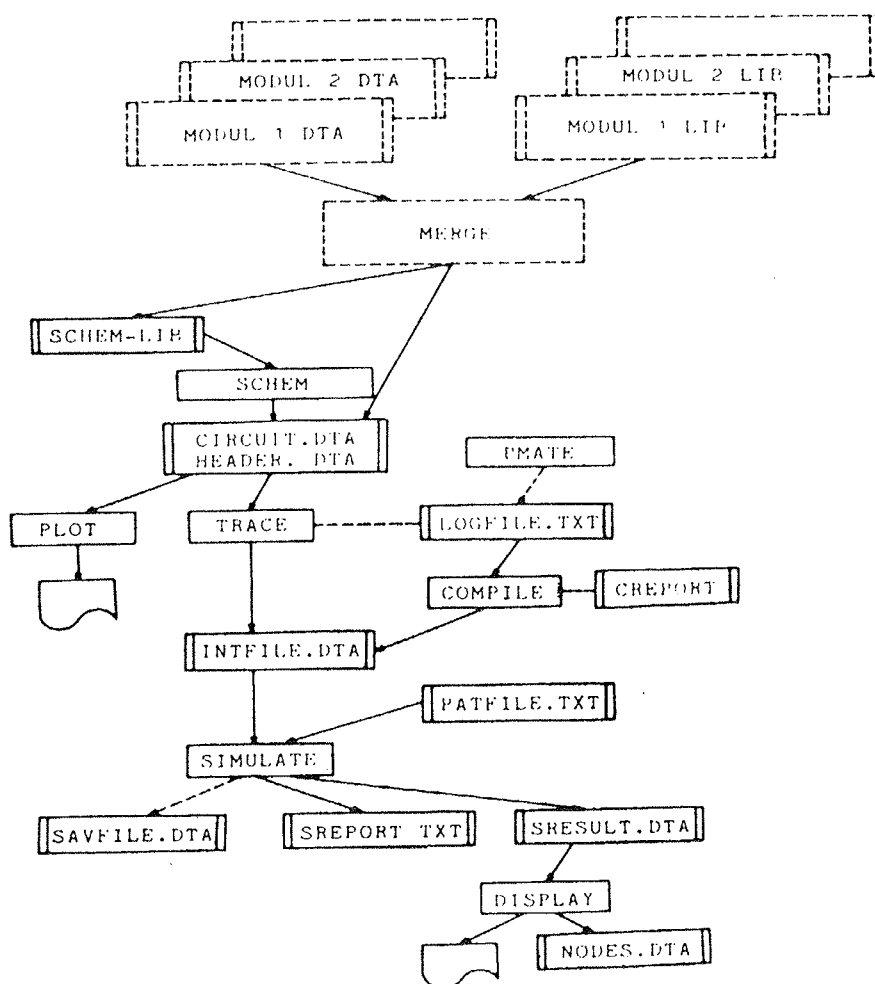 MODUL 2 DTA
MODUL 2 LIB
MODUL 1 DTA
MODUL 1 LIB
MERGE
SCHEM-LIB
SCHEM
CIRCUIT.DTA
HEADER. DTA
PMATE
PLOT
TRACE
LOGFILE.TXT
COMPILE
CREPORT
INTFILE.DTA
PATFILE.TXT
SIMULATE
SAVFILE.DTA
SREPORT TXT
SRESULT.DTA
DISPLAY
NODES.DTA